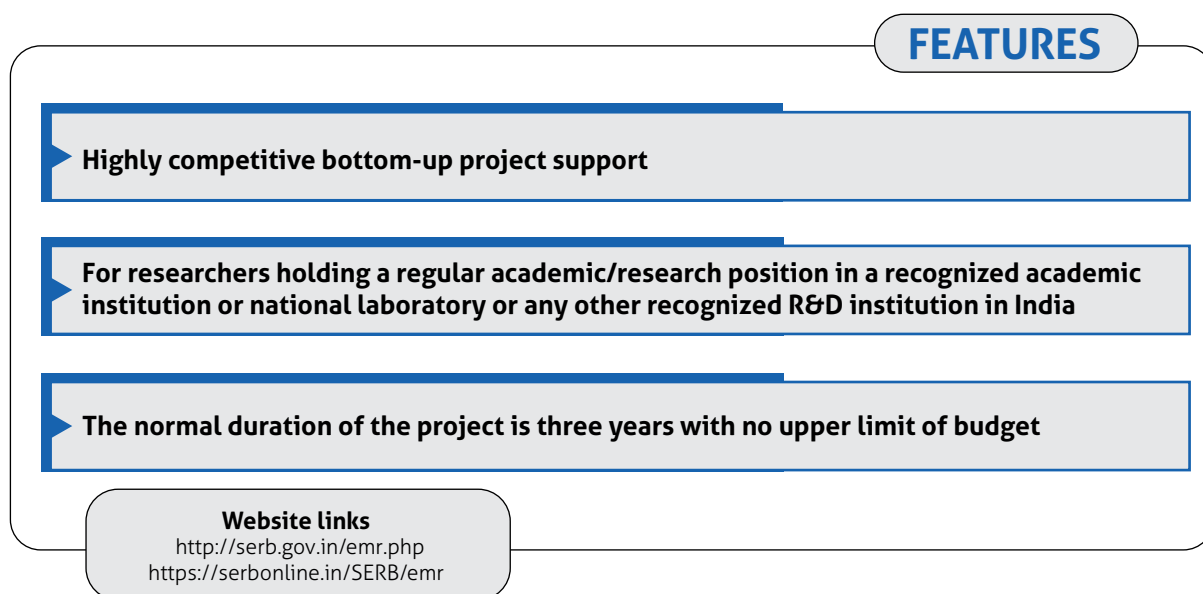 FEATURES
Highly competitive bottom-up project support
For researchers holding a regular academic/research position in a recognized academic
institution or national laboratory or any other recognized R&D institution in India
The normal duration of the project is three years with no upper limit of budget
Website links
http://serb.gov.in/emr.php
https://serbonline.in/SERB/emr